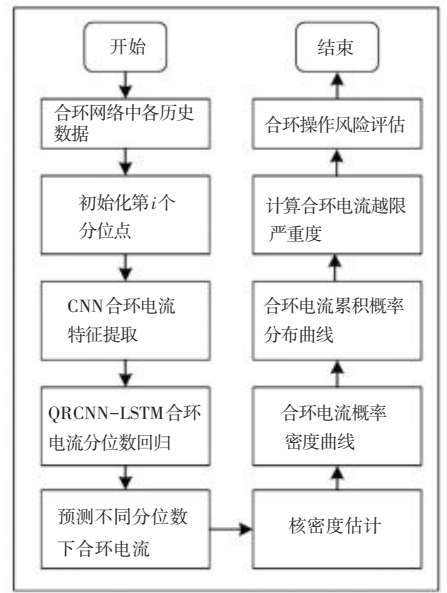 开始
合环网络中各历史
数据
初始化第i个
分位点
CNN合环电流
特征提取
QRCNN-LSTM合环
电流分位数回归
预测不同分位数
下合环电流
核密度估计
合环电流概率
密度曲线
合环电流累积概率
分布曲线
计算合环电流越限
严重度
合环操作风险评估
结束